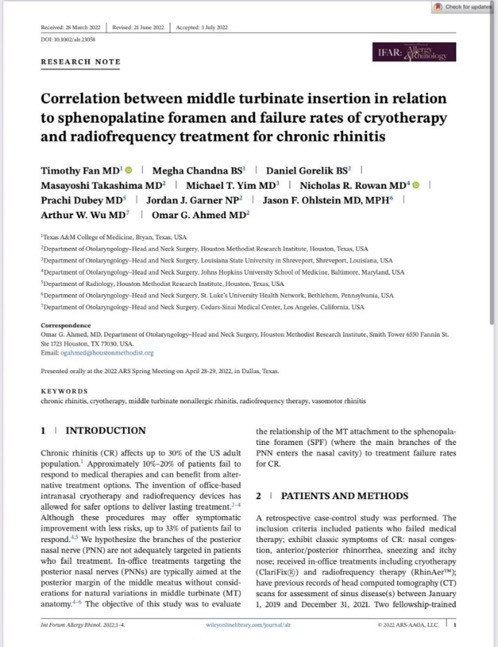 Check for updates
Received: 28 March 2022 | Revised: 21 June 2022 | Accepted: 3 July 2022
DOI: 10.1002/alr.23058
RESEARCH NOTE
IFAR: Allergy & Rhinology
Correlation between middle turbinate insertion in relation
to sphenopalatine foramen and failure rates of cryotherapy
and radiofrequency treatment for chronic rhinitis
Timothy Fan MD¹ | Megha Chandna BS¹ | Daniel Gorelik BS² |
Masayoshi Takashima MD² | Michael T. Yim MD³ | Nicholas R. Rowan MD⁴ |
Prachi Dubey MD⁵ | Jordan J. Garner NP² | Jason F. Ohlstein MD, MPH⁶ |
Arthur W. Wu MD⁷ | Omar G. Ahmed MD²
¹Texas A&M College of Medicine, Bryan, Texas, USA
²Department of Otolaryngology–Head and Neck Surgery, Houston Methodist Research Institute, Houston, Texas, USA
³Department of Otolaryngology–Head and Neck Surgery, Louisiana State University in Shreveport, Shreveport, Louisiana, USA
⁴Department of Otolaryngology–Head and Neck Surgery, Johns Hopkins University School of Medicine, Baltimore, Maryland, USA
⁵Department of Radiology, Houston Methodist Research Institute, Houston, Texas, USA
⁶Department of Otolaryngology–Head and Neck Surgery, St. Luke's University Health Network, Bethlehem, Pennsylvania, USA
⁷Department of Otolaryngology–Head and Neck Surgery, Cedars-Sinai Medical Center, Los Angeles, California, USA
Correspondence
Omar G. Ahmed, MD, Department of Otolaryngology–Head and Neck Surgery, Houston Methodist Research Institute, Smith Tower 6550 Fannin St.
Ste 1723 Houston, TX 77030, USA.
Email: ogahmed@houstonmethodist.org
Presented orally at the 2022 ARS Spring Meeting on April 28-29, 2022, in Dallas, Texas.
KEYWORDS
chronic rhinitis, cryotherapy, middle turbinate nonallergic rhinitis, radiofrequency therapy, vasomotor rhinitis
1 | INTRODUCTION
Chronic rhinitis (CR) affects up to 30% of the US adult
population.¹ Approximately 10%–20% of patients fail to
respond to medical therapies and can benefit from alter-
native treatment options. The invention of office-based
intranasal cryotherapy and radiofrequency devices has
allowed for safer options to deliver lasting treatment.²⁻⁴
Although these procedures may offer symptomatic
improvement with less risks, up to 33% of patients fail to
respond.⁴,⁵ We hypothesize the branches of the posterior
nasal nerve (PNN) are not adequately targeted in patients
who fail treatment. In-office treatments targeting the
posterior nasal nerves (PNNs) are typically aimed at the
posterior margin of the middle meatus without consid-
erations for natural variations in middle turbinate (MT)
anatomy.⁴⁻⁶ The objective of this study was to evaluate
the relationship of the MT attachment to the sphenopala-
tine foramen (SPF) (where the main branches of the
PNN enters the nasal cavity) to treatment failure rates
for CR.
2 | PATIENTS AND METHODS
A retrospective case-control study was performed. The
inclusion criteria included patients who failed medical
therapy; exhibit classic symptoms of CR: nasal conges-
tion, anterior/posterior rhinorrhea, sneezing and itchy
nose; received in-office treatments including cryotherapy
(ClariFix®) and radiofrequency therapy (RhinAer™);
have previous records of head computed tomography (CT)
scans for assessment of sinus disease(s) between January
1, 2019 and December 31, 2021. Two fellowship-trained
Int Forum Allergy Rhinol. 2022;1–4.
wileyonlinelibrary.com/journal/alr
© 2022 ARS-AAOA, LLC. | 1